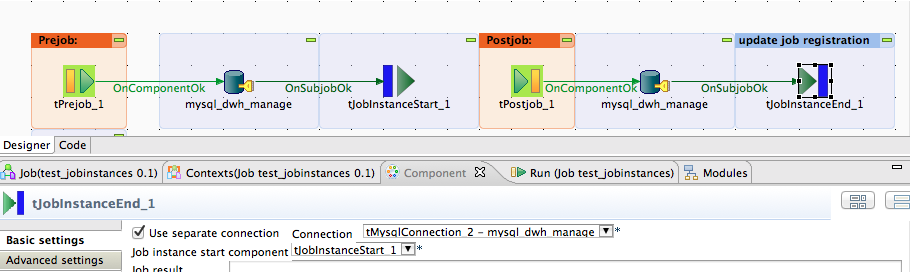 Prejob: Postjob: update job registration
OnComponentOk OnSubjobOk OnComponentOk OnSubjobOk
tPrejob_1 mysql_dwh_manage tJobInstanceStart_1 tPostjob_1 mysql_dwh_manage tJobInstanceEnd_1
Designer Code
Job(test_jobinstances 0.1) Contexts(Job test_jobinstances 0.1) Component Run (Job test_jobinstances) Modules
tJobInstanceEnd_1
Basic settings
Advanced settings
Use separate connection Connection tMysqlConnection_2 - mysql_dwh_manage *
Job instance start component tJobInstanceStart_1 *
Job result